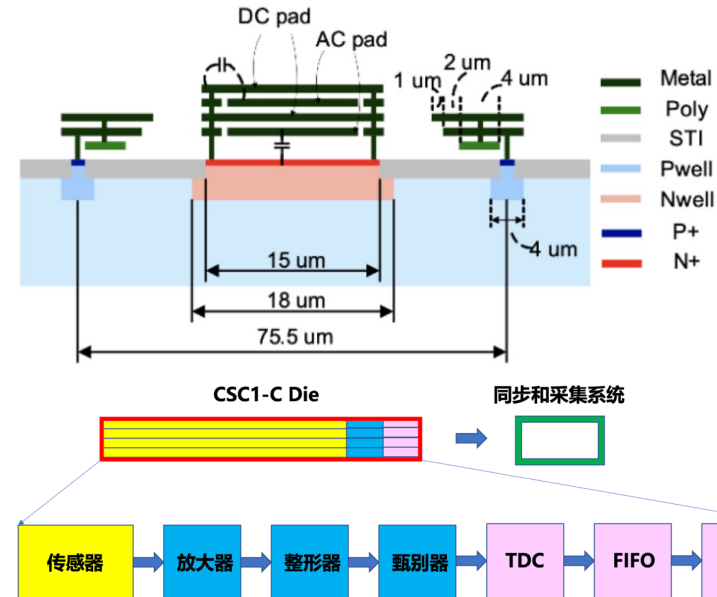 DC pad
AC pad
1 um
2 um
4 um
Metal
Poly
STI
Pwell
Nwell
P+
N+
4 um
15 um
18 um
75.5 um
CSC1-C Die
同步和采集系统
传感器
放大器
整形器
甄别器
TDC
FIFO